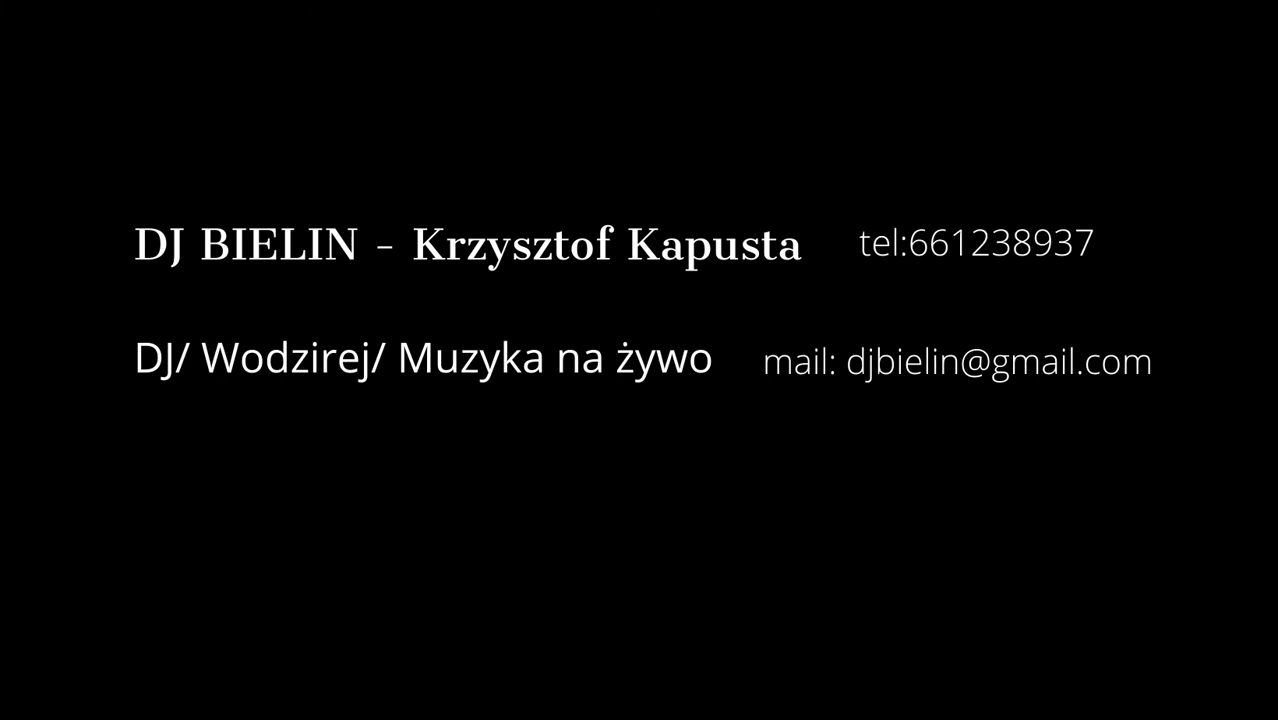 DJ BIELIN - Krzysztof Kapusta tel:661238937
DJ/ Wodzirej/ Muzyka na żywo mail: djbielin@gmail.com